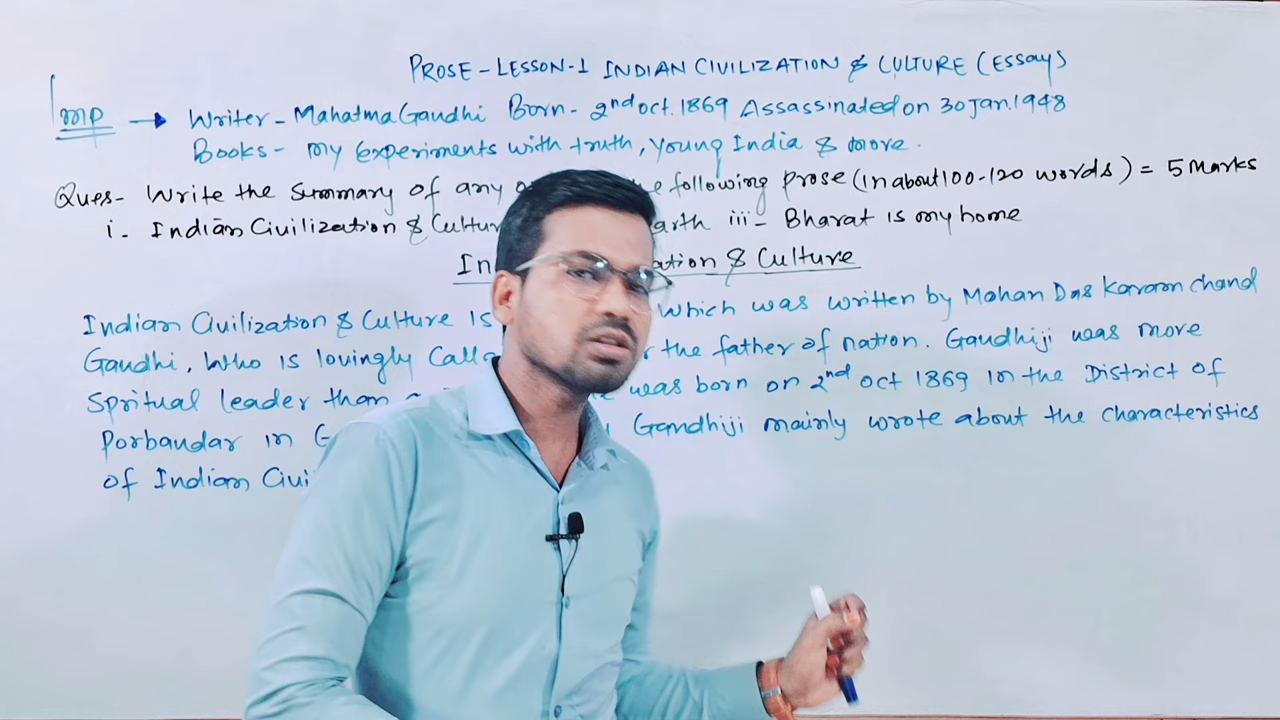 PROSE - LESSON-1 INDIAN CIVILIZATION & CULTURE (Essay)
Imp → Writer - Mahatma Gandhi Born - 2nd oct. 1869 Assassinated on 30 Jan. 1948
Books - my Experiments with truth, Young India & more.
Ques- Write the Summary of any following prose (In about 100-120 words) = 5 Marks
i. Indian Civilization & Cultur iii - Bharat is my home
In ation & Culture
Indian Civilization & Culture Is which was written by Mohan Das Karam chand
Gandhi, Who is lovingly Call the father of nation. Gandhiji was more
Spritual leader than was born on 2nd oct 1869 In the District of
Porbandar in G Gandhiji mainly wrote about the characteristics
of Indian Civi